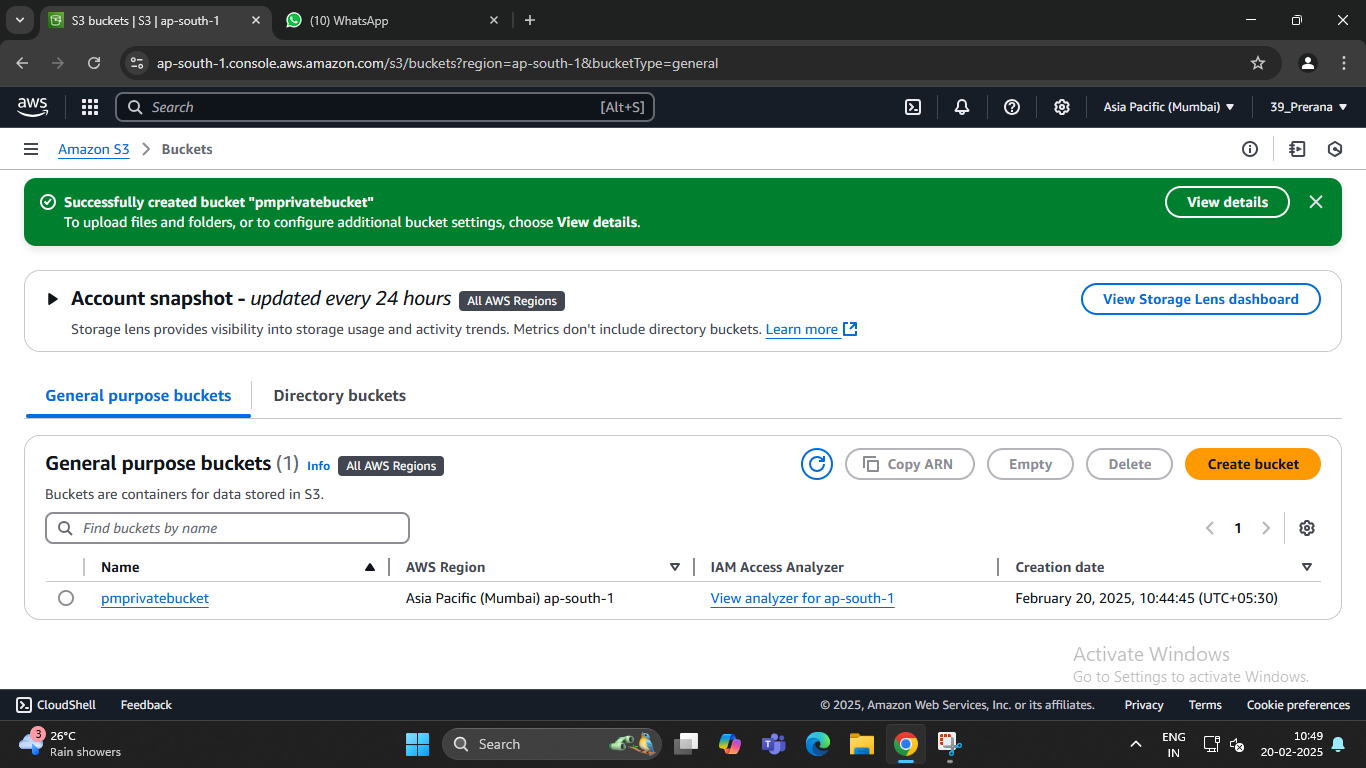 S3 buckets | S3 | ap-south-1
(10) WhatsApp
ap-south-1.console.aws.amazon.com/s3/buckets?region=ap-south-1&bucketType=general
aws
Search [Alt+S]
Asia Pacific (Mumbai)
39_Prerana
Amazon S3
Buckets
Successfully created bucket "pmprivatebucket"
To upload files and folders, or to configure additional bucket settings, choose View details.
View details
Account snapshot - updated every 24 hours All AWS Regions
View Storage Lens dashboard
Storage lens provides visibility into storage usage and activity trends. Metrics don't include directory buckets. Learn more
General purpose buckets
Directory buckets
General purpose buckets (1) Info All AWS Regions
Copy ARN
Empty
Delete
Create bucket
Buckets are containers for data stored in S3.
Find buckets by name
1
Name
AWS Region
IAM Access Analyzer
Creation date
pmprivatebucket
Asia Pacific (Mumbai) ap-south-1
View analyzer for ap-south-1
February 20, 2025, 10:44:45 (UTC+05:30)
Activate Windows
Go to Settings to activate Windows.
CloudShell
Feedback
© 2025, Amazon Web Services, Inc. or its affiliates.
Privacy
Terms
Cookie preferences
3
26°C
Rain showers
Search
ENG
IN
10:49
20-02-2025